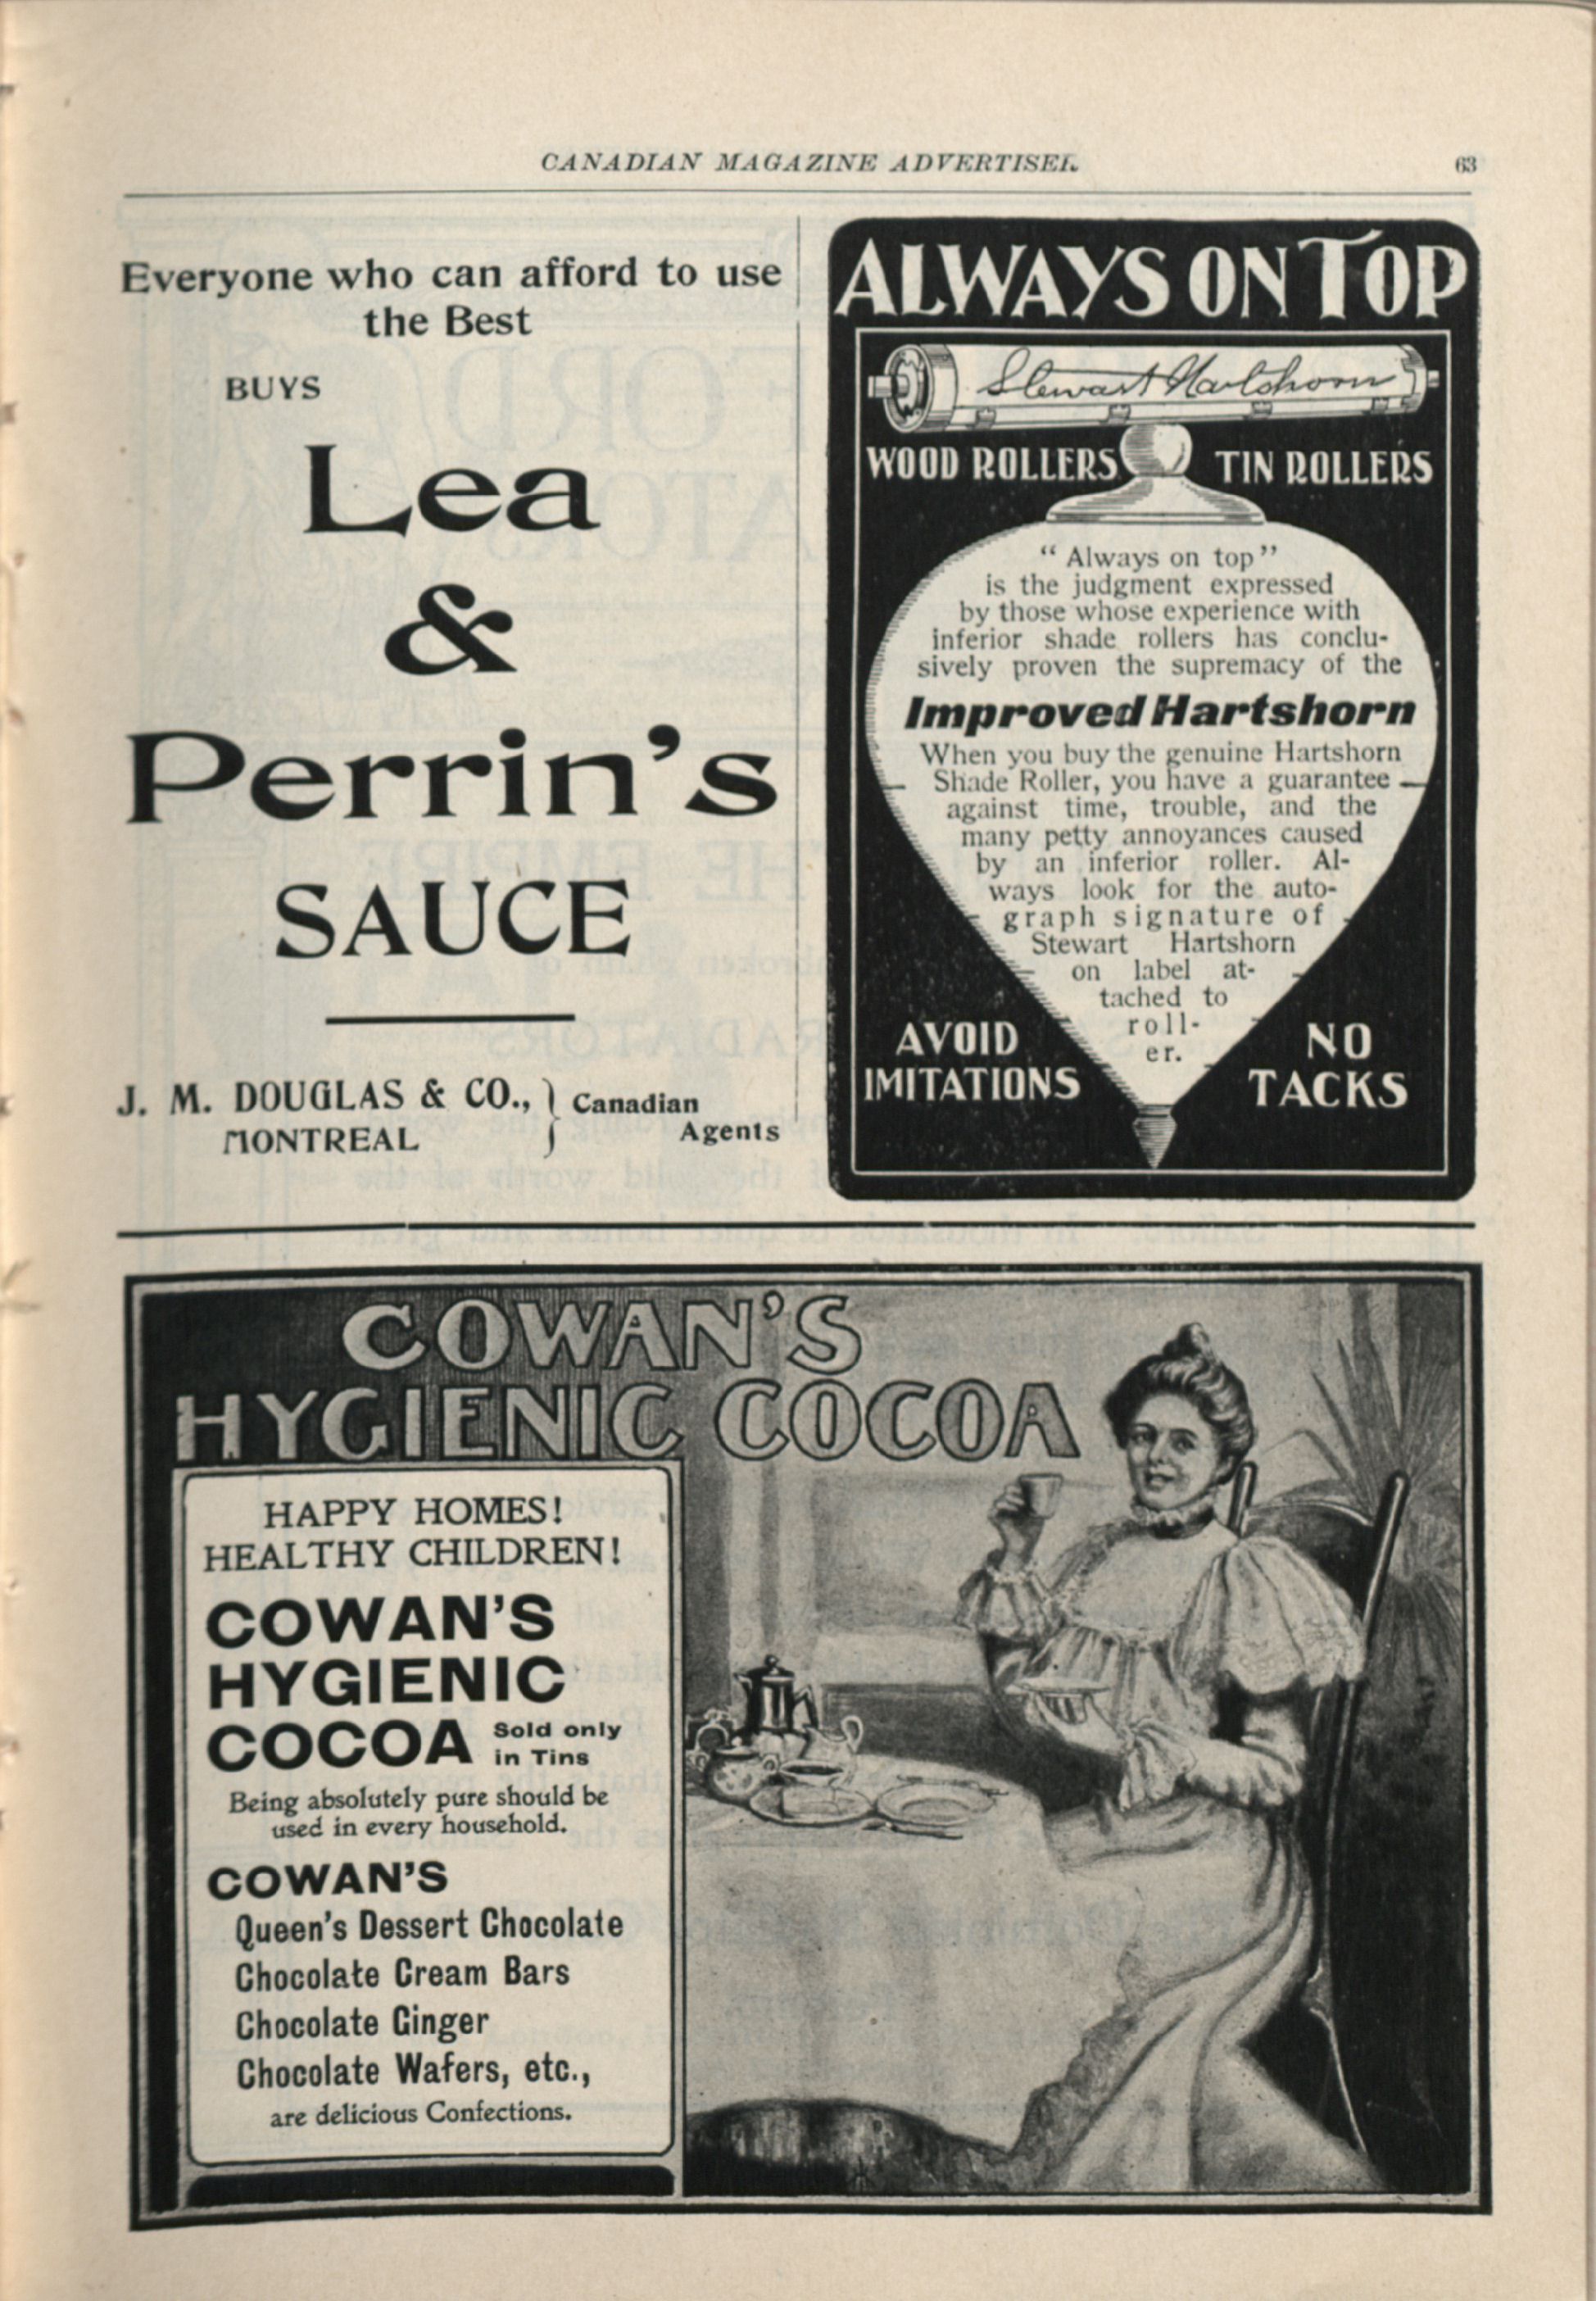 CANADIAN MAGAZINE ADVERTISER. 63
Everyone who can afford to use
the Best
BUYS
Lea
&
Perrin's
SAUCE
J. M. DOUGLAS & CO., } Canadian
MONTREAL Agents
ALWAYS ON TOP
Stewart Hartshorn
WOOD ROLLERS TIN ROLLERS
“Always on top”
is the judgment expressed
by those whose experience with
inferior shade rollers has conclu-
sively proven the supremacy of the
Improved Hartshorn
When you buy the genuine Hartshorn
Shade Roller, you have a guarantee
against time, trouble, and the
many petty annoyances caused
by an inferior roller. Al-
ways look for the auto-
graph signature of
Stewart Hartshorn
on label at-
tached to
roll-
er.
AVOID
IMITATIONS
NO
TACKS
COWAN'S
HYGIENIC COCOA
HAPPY HOMES!
HEALTHY CHILDREN!
COWAN'S
HYGIENIC
COCOA Sold only
in Tins
Being absolutely pure should be
used in every household.
COWAN'S
Queen's Dessert Chocolate
Chocolate Cream Bars
Chocolate Ginger
Chocolate Wafers, etc.,
are delicious Confections.